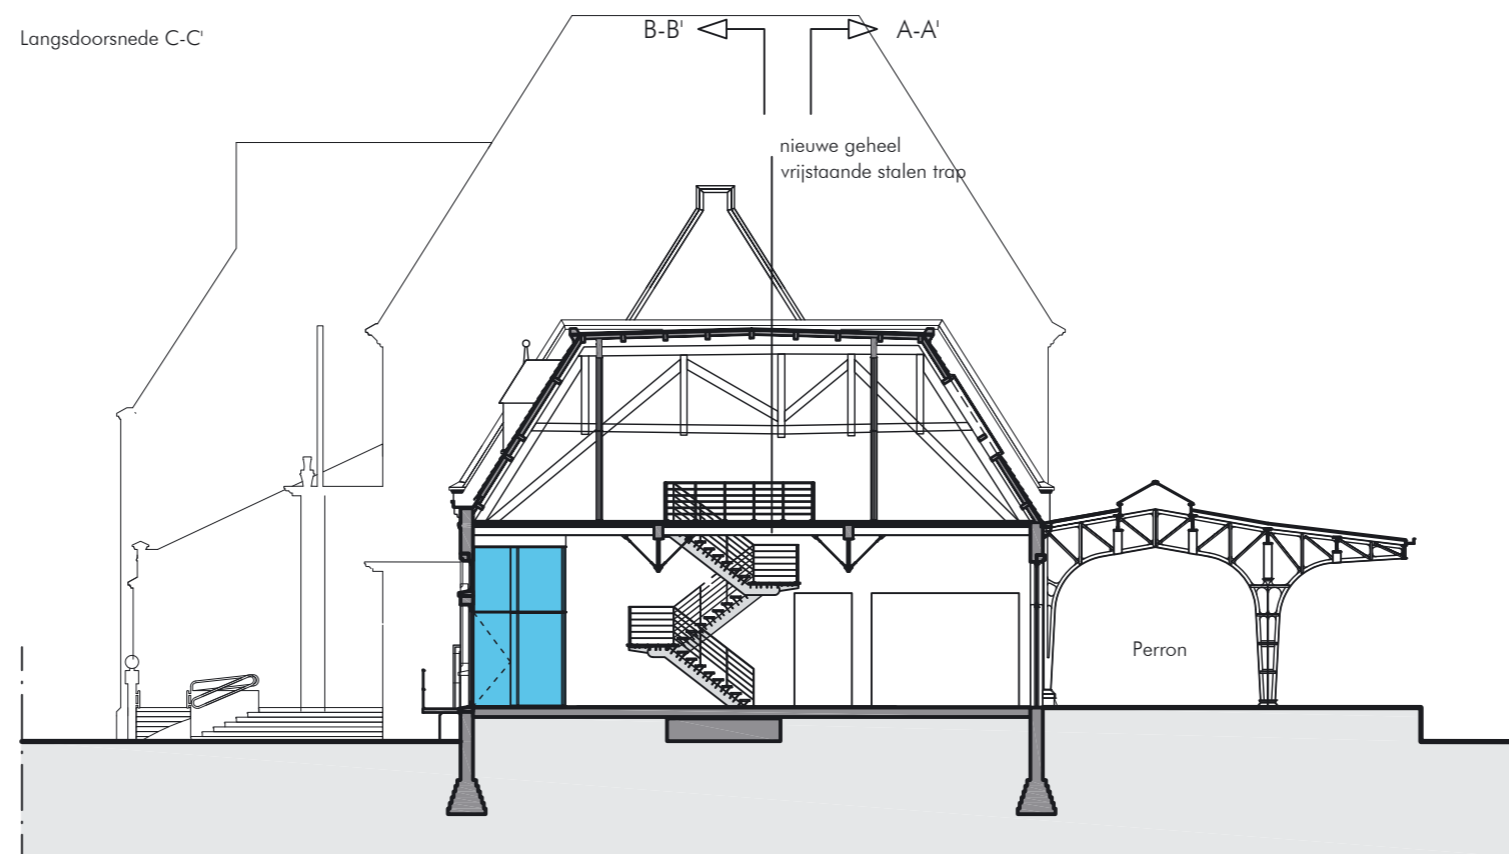 Langsdoorsnede C-C'
B-B'
A-A'
nieuwe geheel
vrijstaande stalen trap
Perron